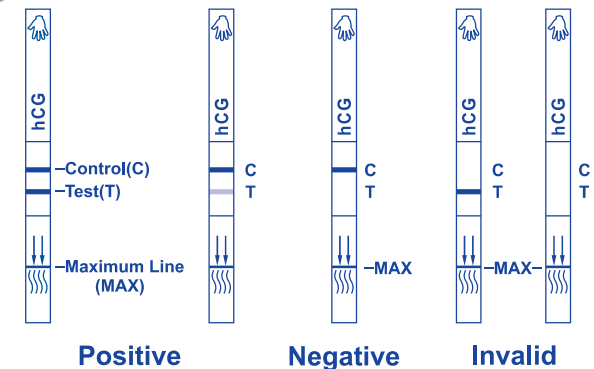 hCG
hCG
hCG
hCG
hCG
Control(C)
Test(T)
C
T
C
T
C
T
C
T
Maximum Line
(MAX)
MAX
MAX
Positive
Negative
Invalid